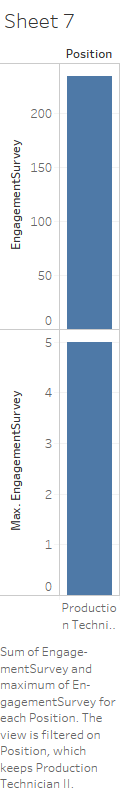 Sheet 7
Position
EngagementSurvey
200
150
100
50
0
Max. EngagementSurvey
5
4
3
2
1
0
Productio
n Techni..
Sum of Engage-
mentSurvey and
maximum of En-
gagementSurvey for
each Position. The
view is filtered on
Position, which
keeps Production
Technician II.